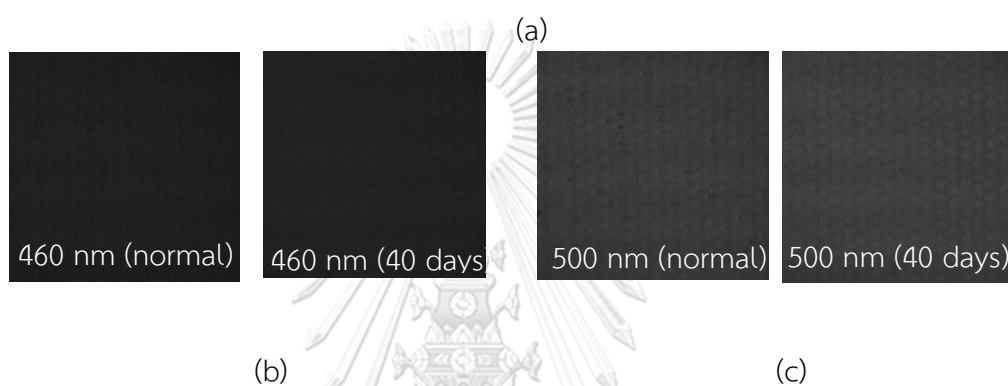 (a)
460 nm (normal)
460 nm (40 days)
500 nm (normal)
500 nm (40 days)
(b)
(c)